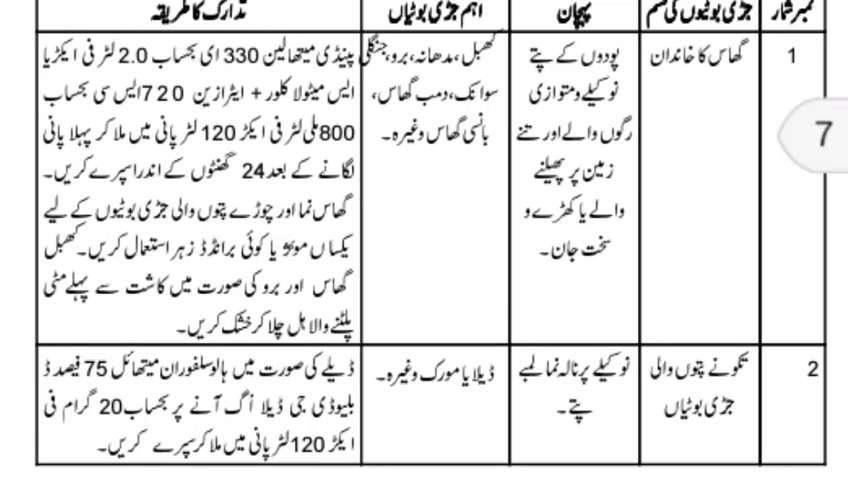 نمبر شمار
جڑی بوٹیوں کی قسم
پہچان
اہم جڑی بوٹیاں
تدارک کا طریقہ
1
گھاس کا خاندان
پودوں کے پتے
نوکیلے و متوازی
رگوں والے اور تنے
زمین پر پھیلنے
والے یا کھڑے و
سخت جان۔
کھبل، مدھانہ، برو، جنگلی
سوانک، دمب گھاس،
بانسی گھاس وغیرہ۔
پینڈی میتھالین 330 ای بحساب 2.0 لٹر فی ایکڑ یا
ایس میٹولا کلور + ایٹرازین 720 ایس سی بحساب
800 ملی لٹر فی ایکڑ 120 لٹر پانی میں ملا کر پہلا پانی
لگانے کے بعد 24 گھنٹوں کے اندر اسپرے کریں۔
گھاس نما اور چوڑے پتوں والی جڑی بوٹیوں کے لیے
یکساں موثر یا کوئی برانڈڈ زہر استعمال کریں۔ کھبل
گھاس اور برو کی صورت میں کاشت سے پہلے مٹی
پلٹنے والا ہل چلا کر خشک کریں۔
2
تکونے پتوں والی
جڑی بوٹیاں
نوکیلے پرنالہ نما لمبے
پتے۔
ڈیلا یا مورک وغیرہ۔
ڈیلے کی صورت میں ہالوسلفوران میتھائل 75 فیصد ڈ
بلیو ڈی جی ڈیلا اُگ آنے پر بحساب 20 گرام فی
ایکڑ 120 لٹر پانی میں ملا کر سپرے کریں۔
7